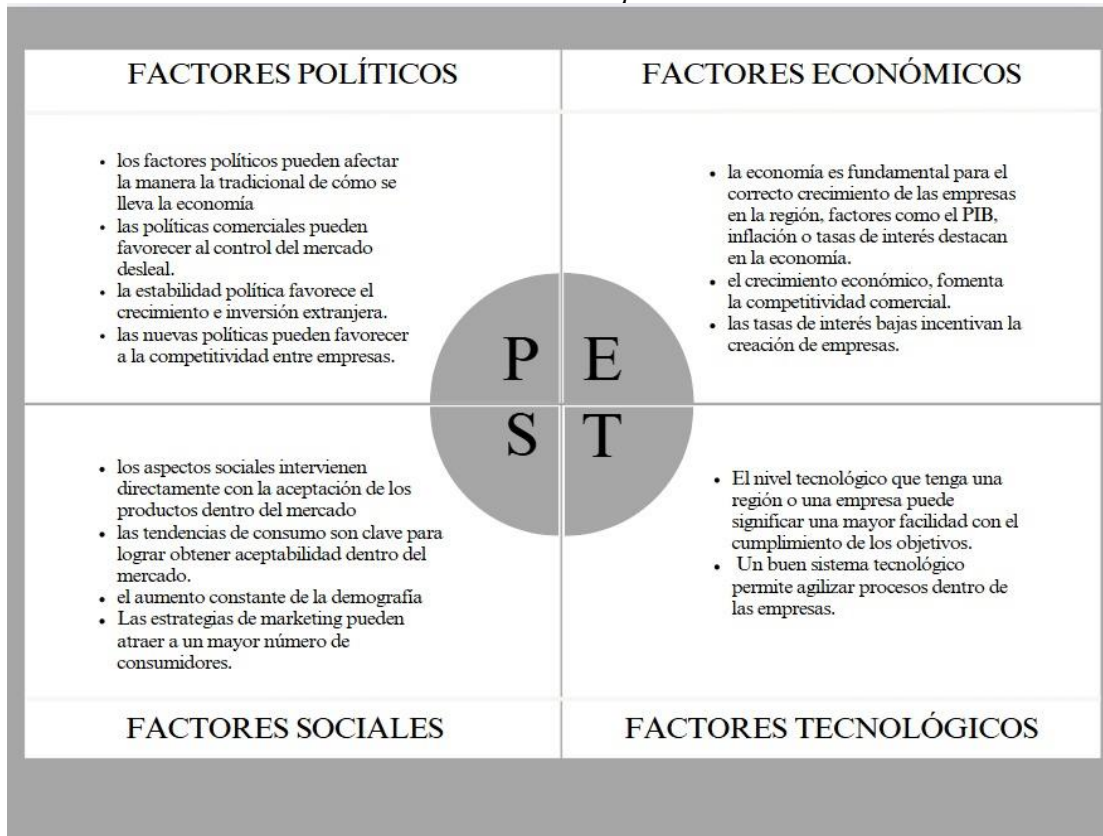 FACTORES POLÍTICOS
los factores políticos pueden afectar
la manera la tradicional de cómo se
lleva la economía
las políticas comerciales pueden
favorecer al control del mercado
desleal.
la estabilidad política favorece el
crecimiento e inversión extranjera.
las nuevas políticas pueden favorecer
a la competitividad entre empresas.
FACTORES ECONÓMICOS
la economía es fundamental para el
correcto crecimiento de las empresas
en la región, factores como el PIB,
inflación o tasas de interés destacan
en la economía.
el crecimiento económico, fomenta
la competitividad comercial.
las tasas de interés bajas incentivan la
creación de empresas.
P E
S T
los aspectos sociales intervienen
directamente con la aceptación de los
productos dentro del mercado
las tendencias de consumo son clave para
lograr obtener aceptabilidad dentro del
mercado.
el aumento constante de la demografía
Las estrategias de marketing pueden
atraer a un mayor número de
consumidores.
FACTORES SOCIALES
El nivel tecnológico que tenga una
región o una empresa puede
significar una mayor facilidad con el
cumplimiento de los objetivos.
Un buen sistema tecnológico
permite agilizar procesos dentro de
las empresas.
FACTORES TECNOLÓGICOS